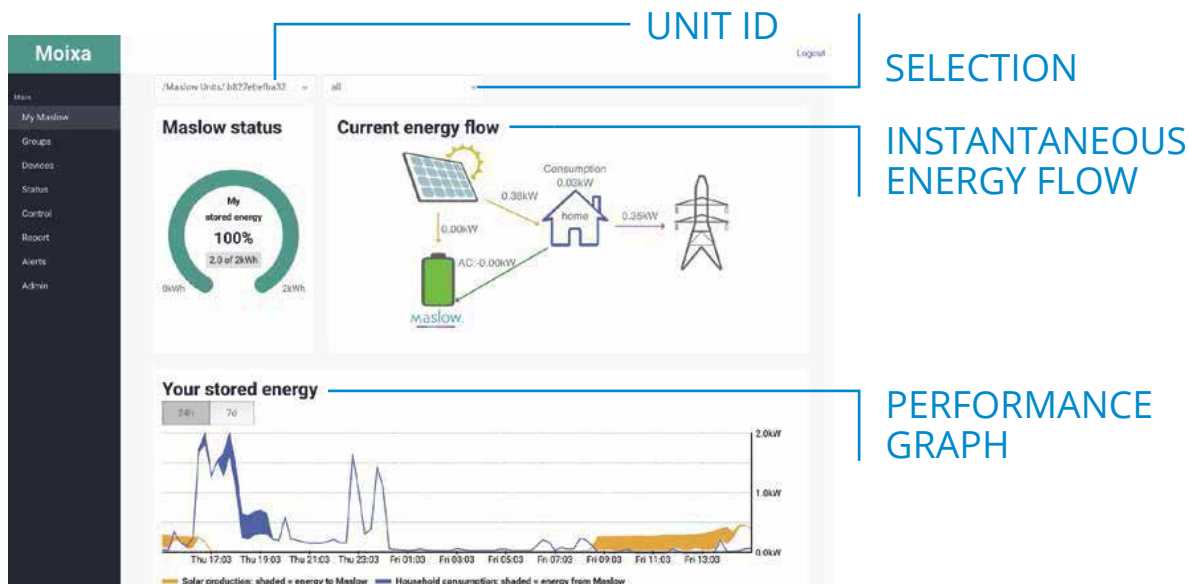 UNIT ID
Moixa
Logout
SELECTION
/Maslow Units/ b827ebefba32
all
Main
My Maslow
Groups
Devices
Status
Control
Report
Alerts
Admin
Maslow status
My
stored energy
100%
2.0 of 2kWh
0kWh
2kWh
Current energy flow
INSTANTANEOUS
ENERGY FLOW
Consumption
0.03kW
0.38kW
home
0.35kW
0.00kW
AC:-0.00kW
maslow.
Your stored energy
24h
7d
PERFORMANCE
GRAPH
2.0kW
1.0kW
0.0kW
Thu 17:03 Thu 19:03 Thu 21:03 Thu 23:03 Fri 01:03 Fri 03:03 Fri 05:03 Fri 07:03 Fri 09:03 Fri 11:03 Fri 13:03
Solar production: shaded = energy to Maslow Household consumption: shaded = energy from Maslow